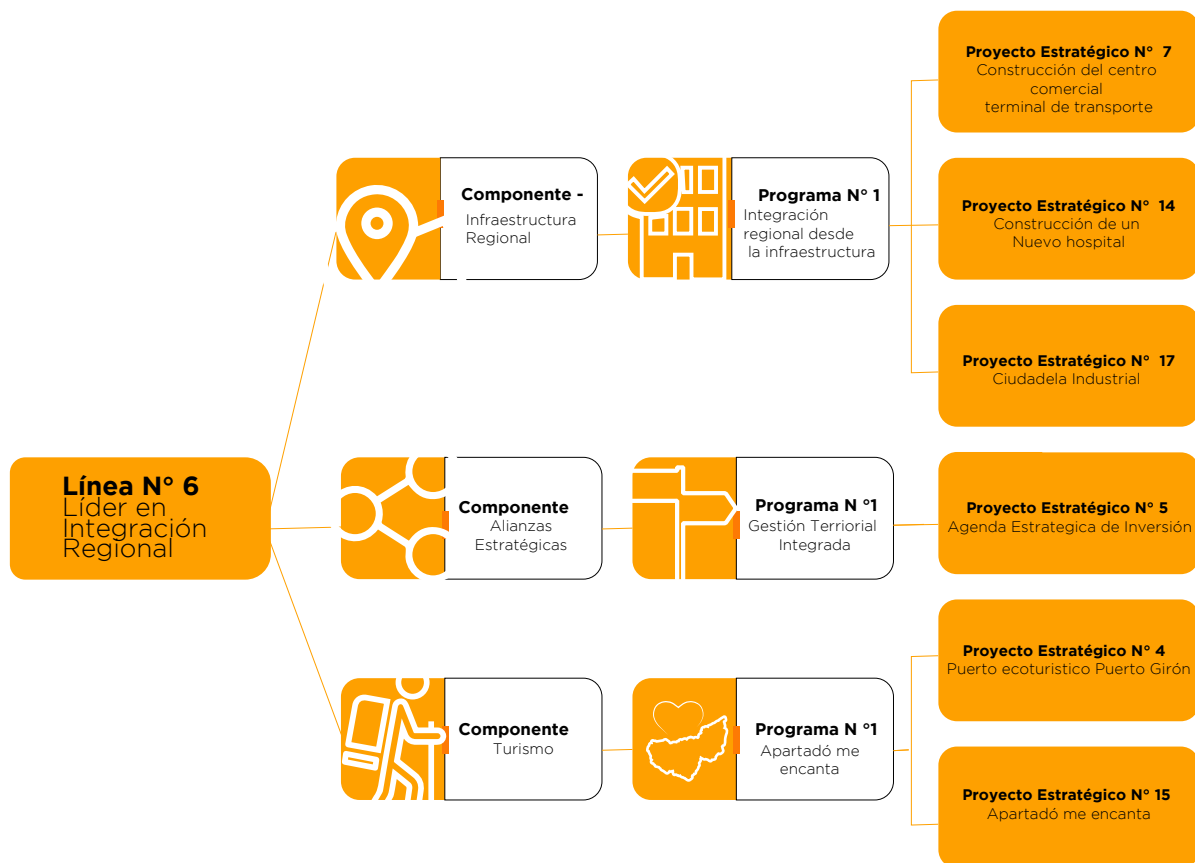 Línea N° 6
Líder en
Integración
Regional
Componente -
Infraestructura
Regional
Programa N° 1
Integración
regional desde
la infraestructura
Proyecto Estratégico N° 7
Construcción del centro
comercial
terminal de transporte
Proyecto Estratégico N° 14
Construcción de un
Nuevo hospital
Proyecto Estratégico N° 17
Ciudadela Industrial
Componente
Alianzas
Estratégicas
Programa N °1
Gestión Terriorial
Integrada
Proyecto Estratégico N° 5
Agenda Estrategica de Inversión
Componente
Turismo
Programa N °1
Apartadó me
encanta
Proyecto Estratégico N° 4
Puerto ecoturistico Puerto Girón
Proyecto Estratégico N° 15
Apartadó me encanta